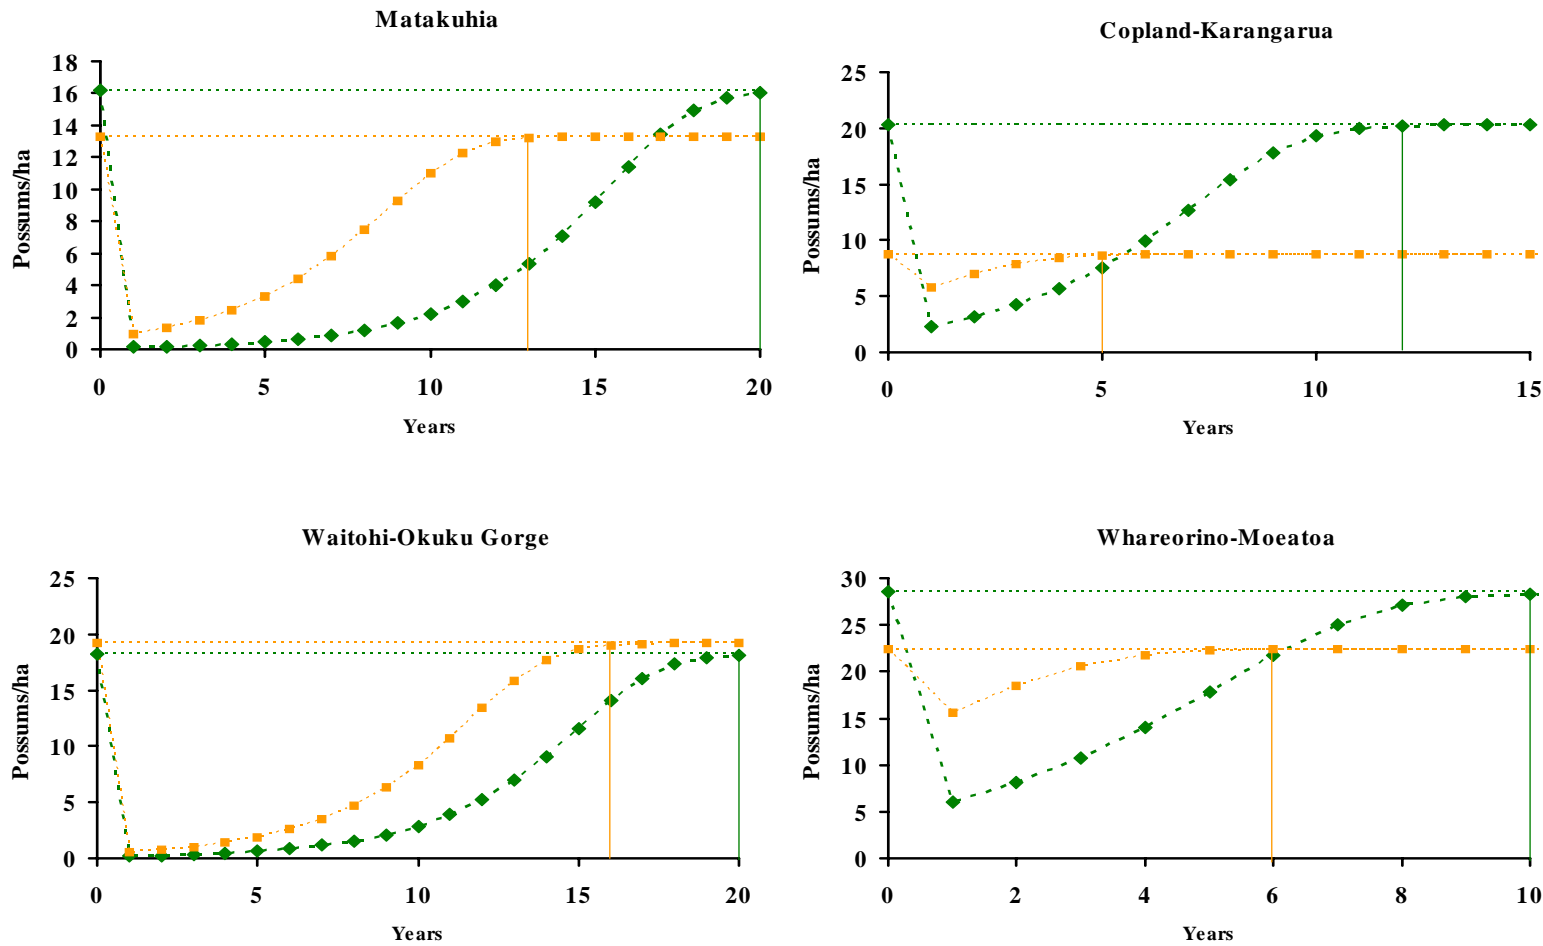 Matakuhia
18
16
14
12
10
8
6
4
2
0
Possums/ha
0 5 10 15 20
Years
Copland-Karangarua
25
20
15
10
5
0
Possums/ha
0 5 10 15
Years
Waitohi-Okuku Gorge
25
20
15
10
5
0
Possums/ha
0 5 10 15 20
Years
Whareorino-Moeatoa
30
25
20
15
10
5
0
Possums/ha
0 2 4 6 8 10
Years